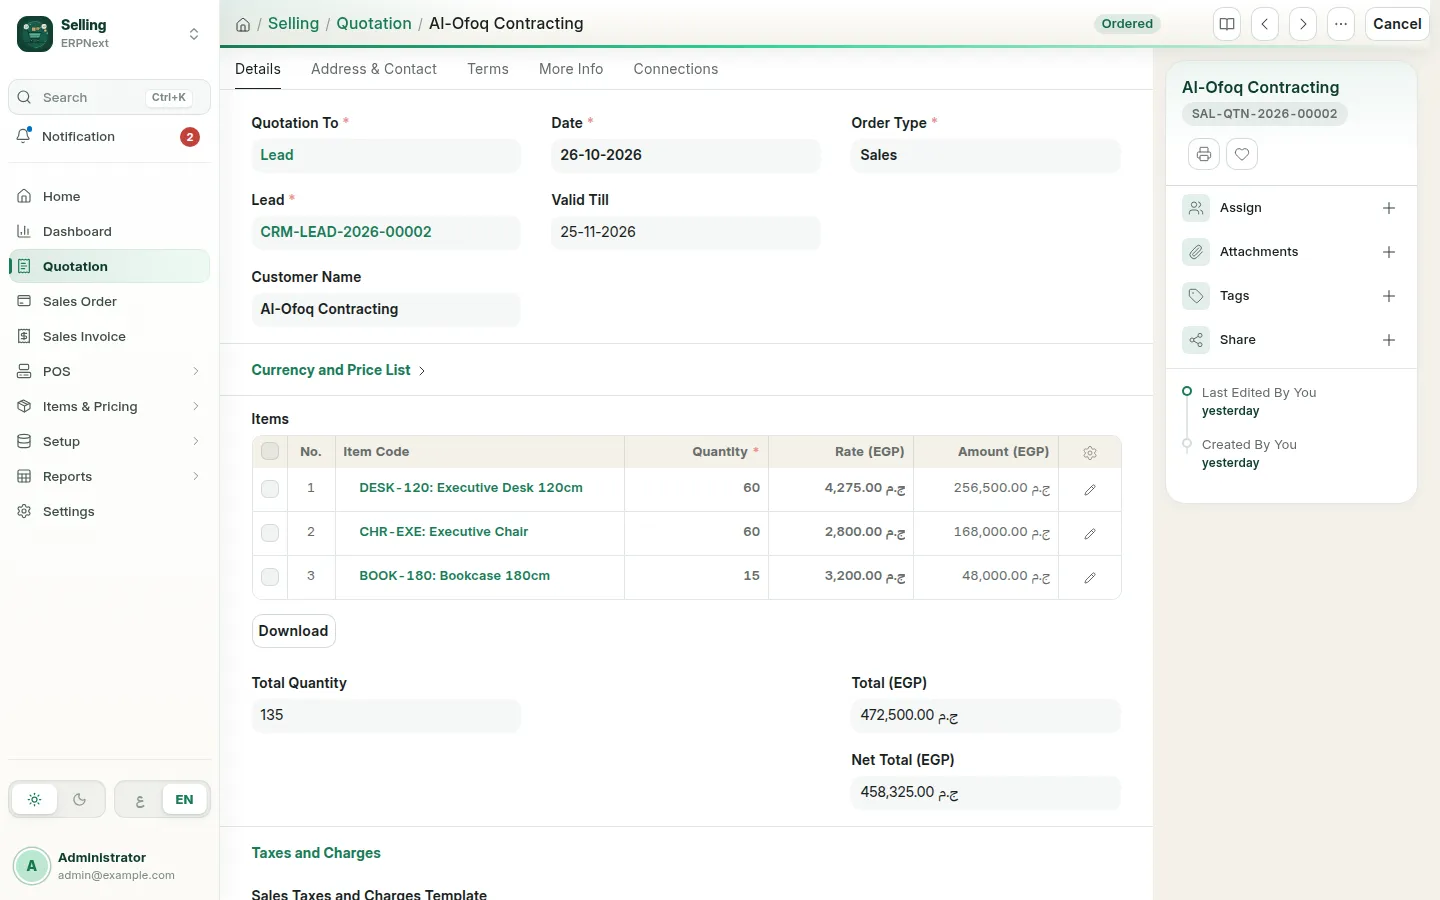 Selling
ERPNext
Search Ctrl+K
Notification 2
Home
Dashboard
Quotation
Sales Order
Sales Invoice
POS
Items & Pricing
Setup
Reports
Settings
ع EN
A Administrator
admin@example.com
/ Selling / Quotation / Al-Ofoq Contracting Ordered ... Cancel
Details Address & Contact Terms More Info Connections
Quotation To * Date * Order Type *
Lead 26-10-2026 Sales
Lead * Valid Till
CRM-LEAD-2026-00002 25-11-2026
Customer Name
Al-Ofoq Contracting
Currency and Price List
Items
No. Item Code Quantity * Rate (EGP) Amount (EGP)
1 DESK-120: Executive Desk 120cm 60 4,275.00 ج.م 256,500.00 ج.م
2 CHR-EXE: Executive Chair 60 2,800.00 ج.م 168,000.00 ج.م
3 BOOK-180: Bookcase 180cm 15 3,200.00 ج.م 48,000.00 ج.م
Download
Total Quantity Total (EGP)
135 472,500.00 ج.م
Net Total (EGP)
458,325.00 ج.م
Taxes and Charges
Sales Taxes and Charges Template
Al-Ofoq Contracting
SAL-QTN-2026-00002
Assign
Attachments
Tags
Share
Last Edited By You
yesterday
Created By You
yesterday